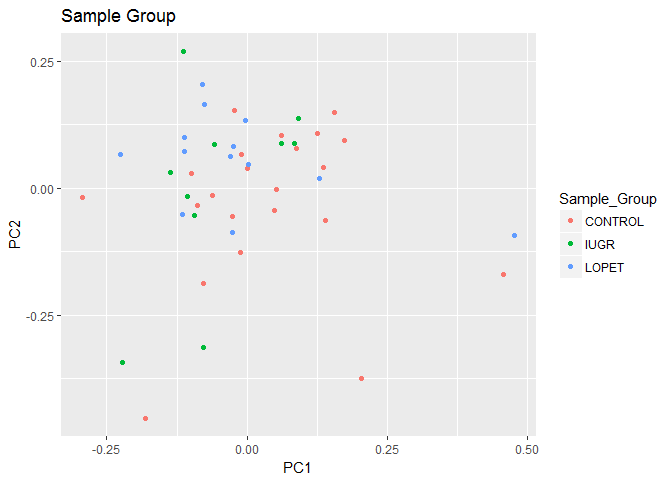 Sample Group
0.25
0.00
-0.25
PC2
-0.25
0.00
0.25
0.50
PC1
Sample_Group
CONTROL
IUGR
LOPET